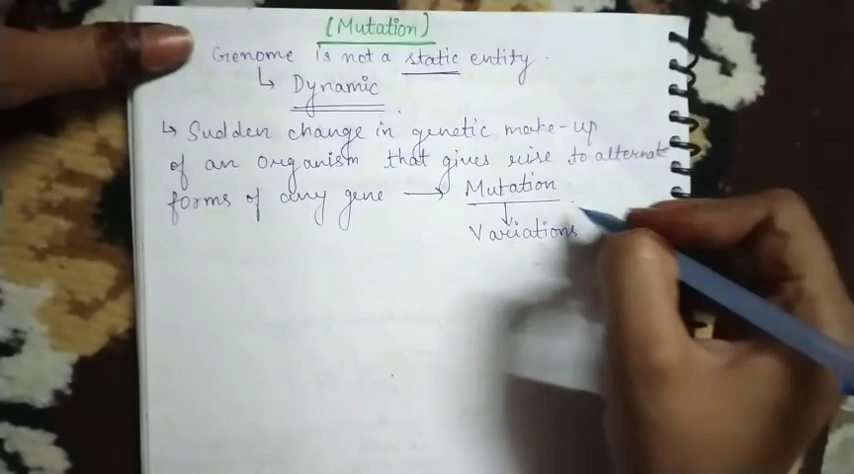 [Mutation]
Genome is not a static entity.
↳ Dynamic.
↳ Sudden change in genetic make-up
of an organism that gives rise to alternate
forms of any gene → Mutation
↓
Variations